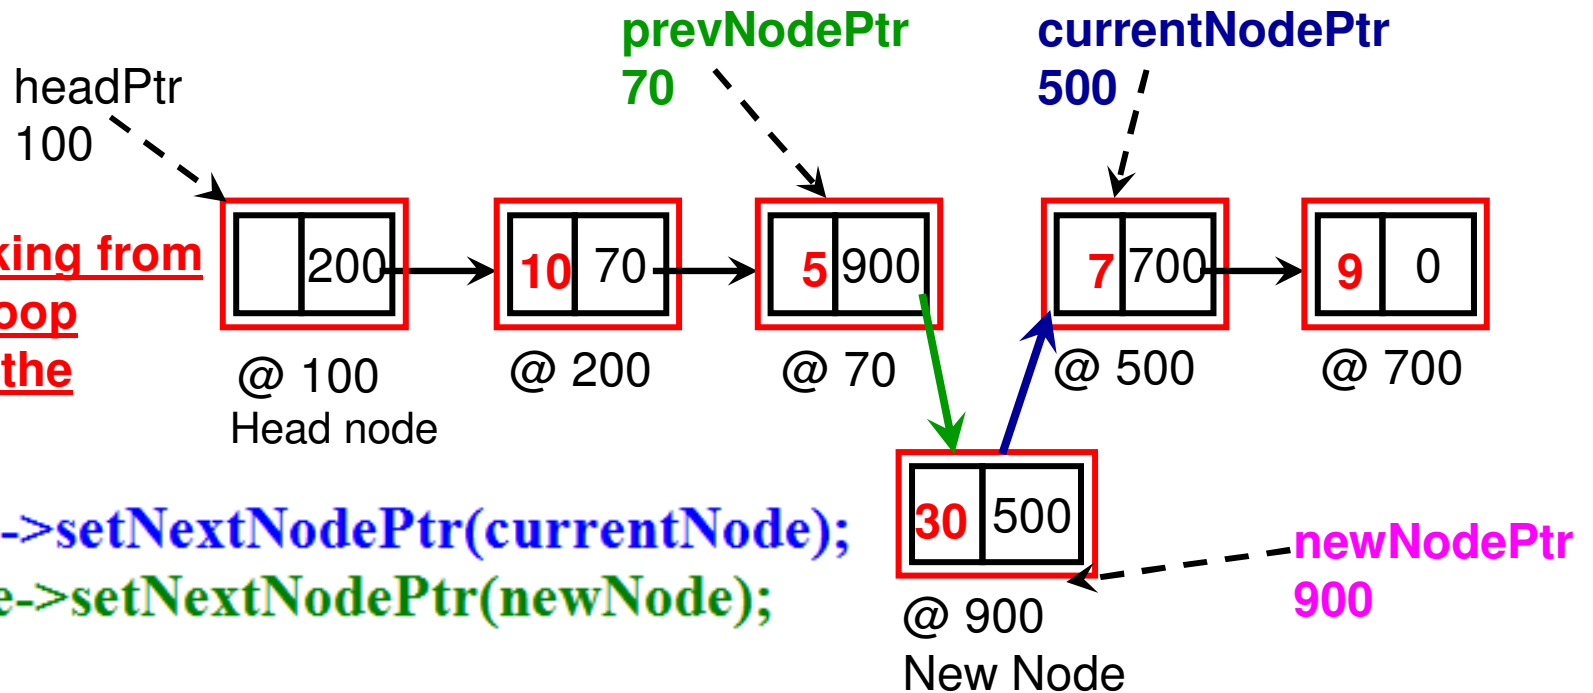 prevNodePtr
70
currentNodePtr
500
headPtr
100
king from
oop
the
200
10 70
5 900
7 700
9 0
@ 100
Head node
@ 200
@ 70
@ 500
@ 700
30 500
->setNextNodePtr(currentNode);
e->setNextNodePtr(newNode);
newNodePtr
900
@ 900
New Node